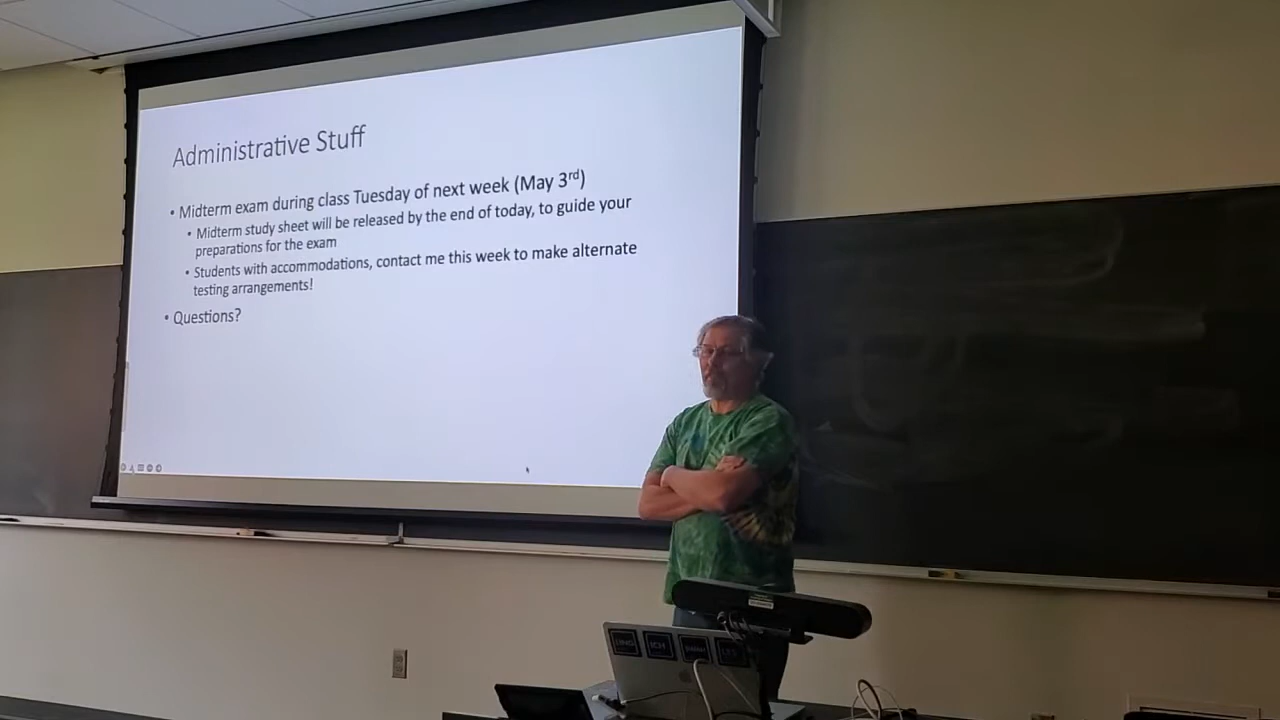 Administrative Stuff
• Midterm exam during class Tuesday of next week (May 3rd)
• Midterm study sheet will be released by the end of today, to guide your
preparations for the exam
• Students with accommodations, contact me this week to make alternate
testing arrangements!
• Questions?